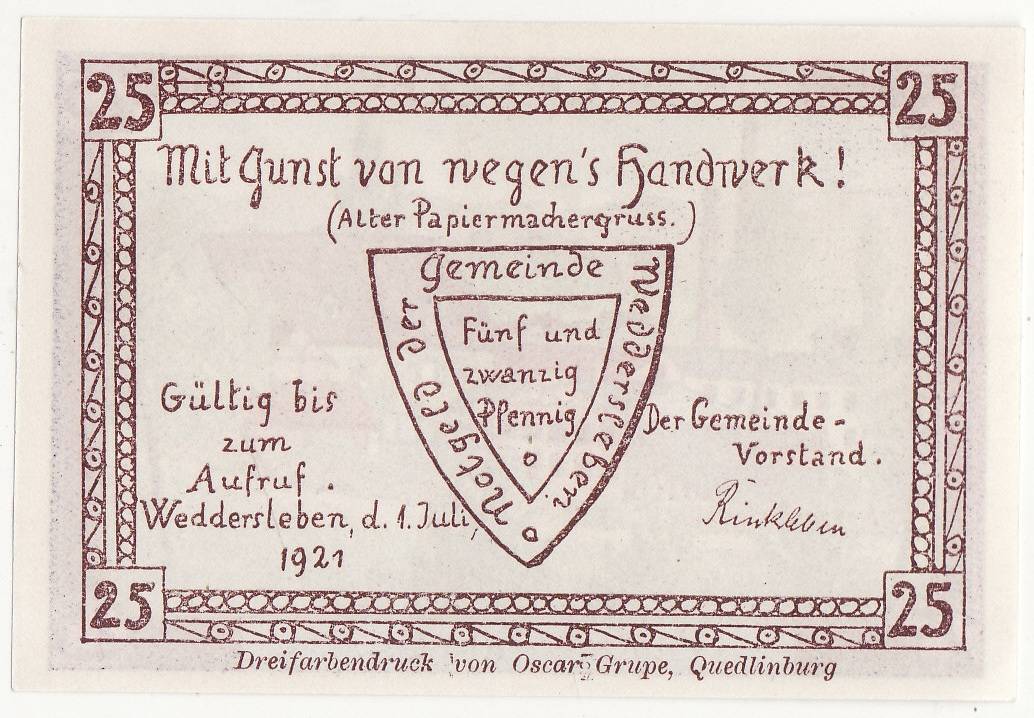 25
25
Mit Gunst von wegen's Handwerk!
(Alter Papiermachergruss.)
Notgeld der Gemeinde Weddersleben
Fünf und
zwanzig
Pfennig
Gültig bis
zum
Aufruf.
Weddersleben, d. 1. Juli
1921
Der Gemeinde-
Vorstand.
Rinkleben
25
25
Dreifarbendruck von Oscar Grupe, Quedlinburg